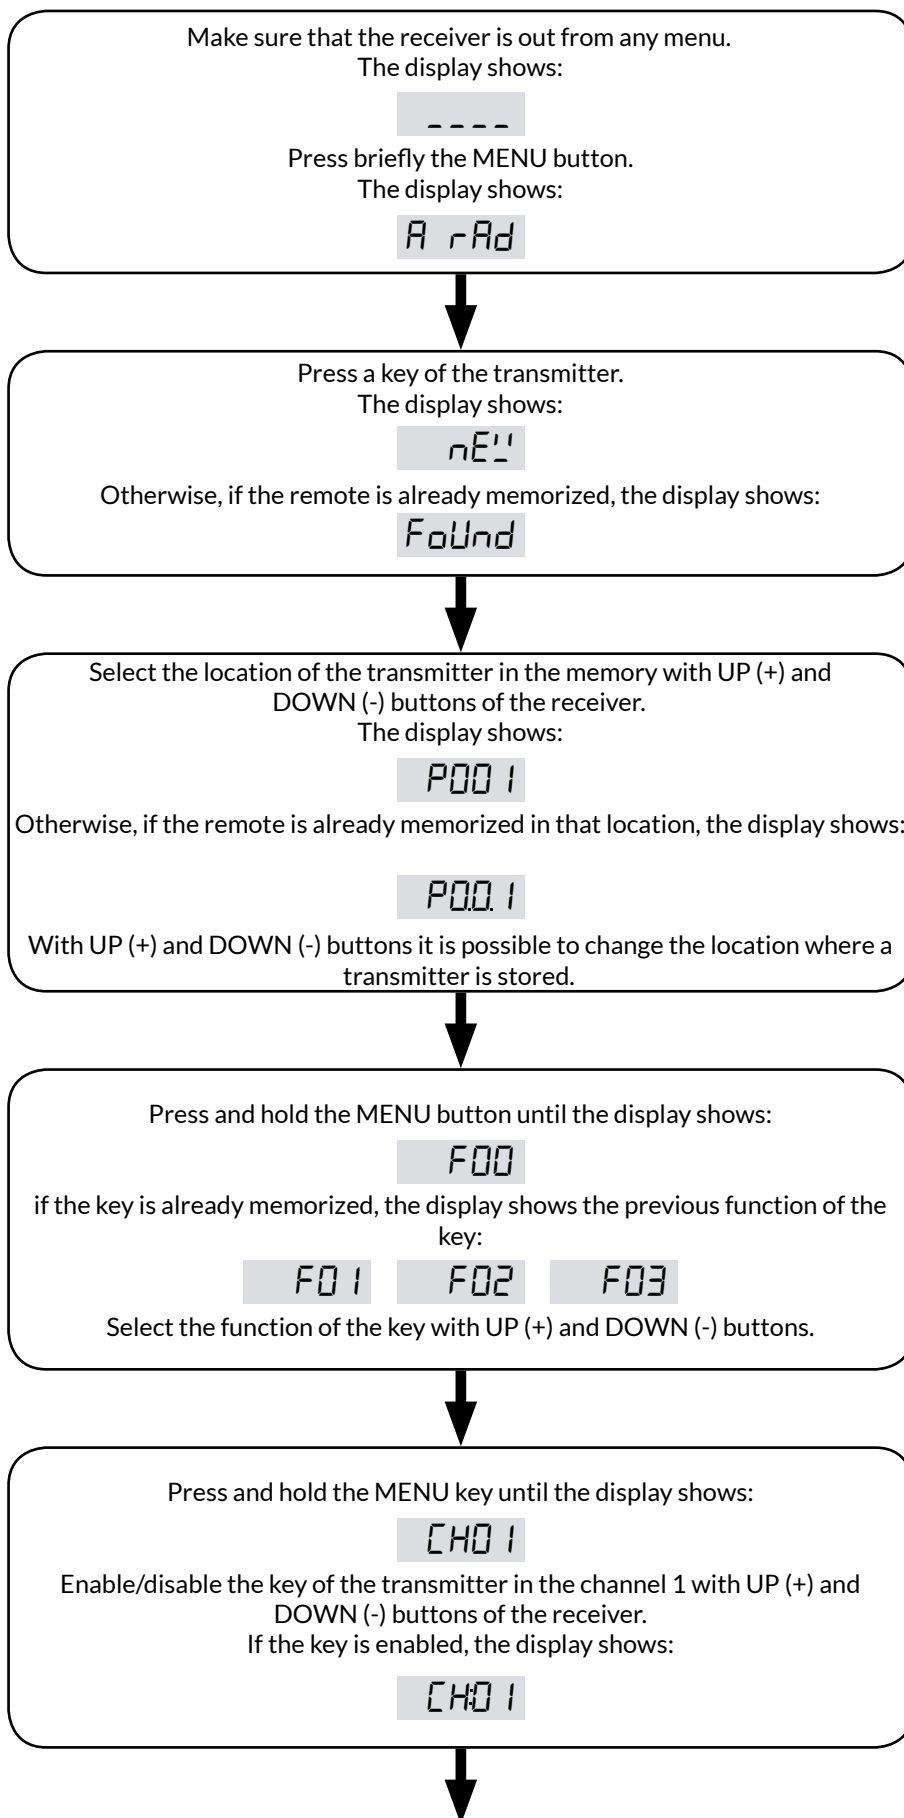 Make sure that the receiver is out from any menu.
The display shows:
_ _ _ _
Press briefly the MENU button.
The display shows:
A rAd
Press a key of the transmitter.
The display shows:
nEW
Otherwise, if the remote is already memorized, the display shows:
FoUnd
Select the location of the transmitter in the memory with UP (+) and
DOWN (-) buttons of the receiver.
The display shows:
P001
Otherwise, if the remote is already memorized in that location, the display shows:
P0.0.1
With UP (+) and DOWN (-) buttons it is possible to change the location where a
transmitter is stored.
Press and hold the MENU button until the display shows:
F00
if the key is already memorized, the display shows the previous function of the
key:
F01 F02 F03
Select the function of the key with UP (+) and DOWN (-) buttons.
Press and hold the MENU key until the display shows:
CH01
Enable/disable the key of the transmitter in the channel 1 with UP (+) and
DOWN (-) buttons of the receiver.
If the key is enabled, the display shows:
CH:01